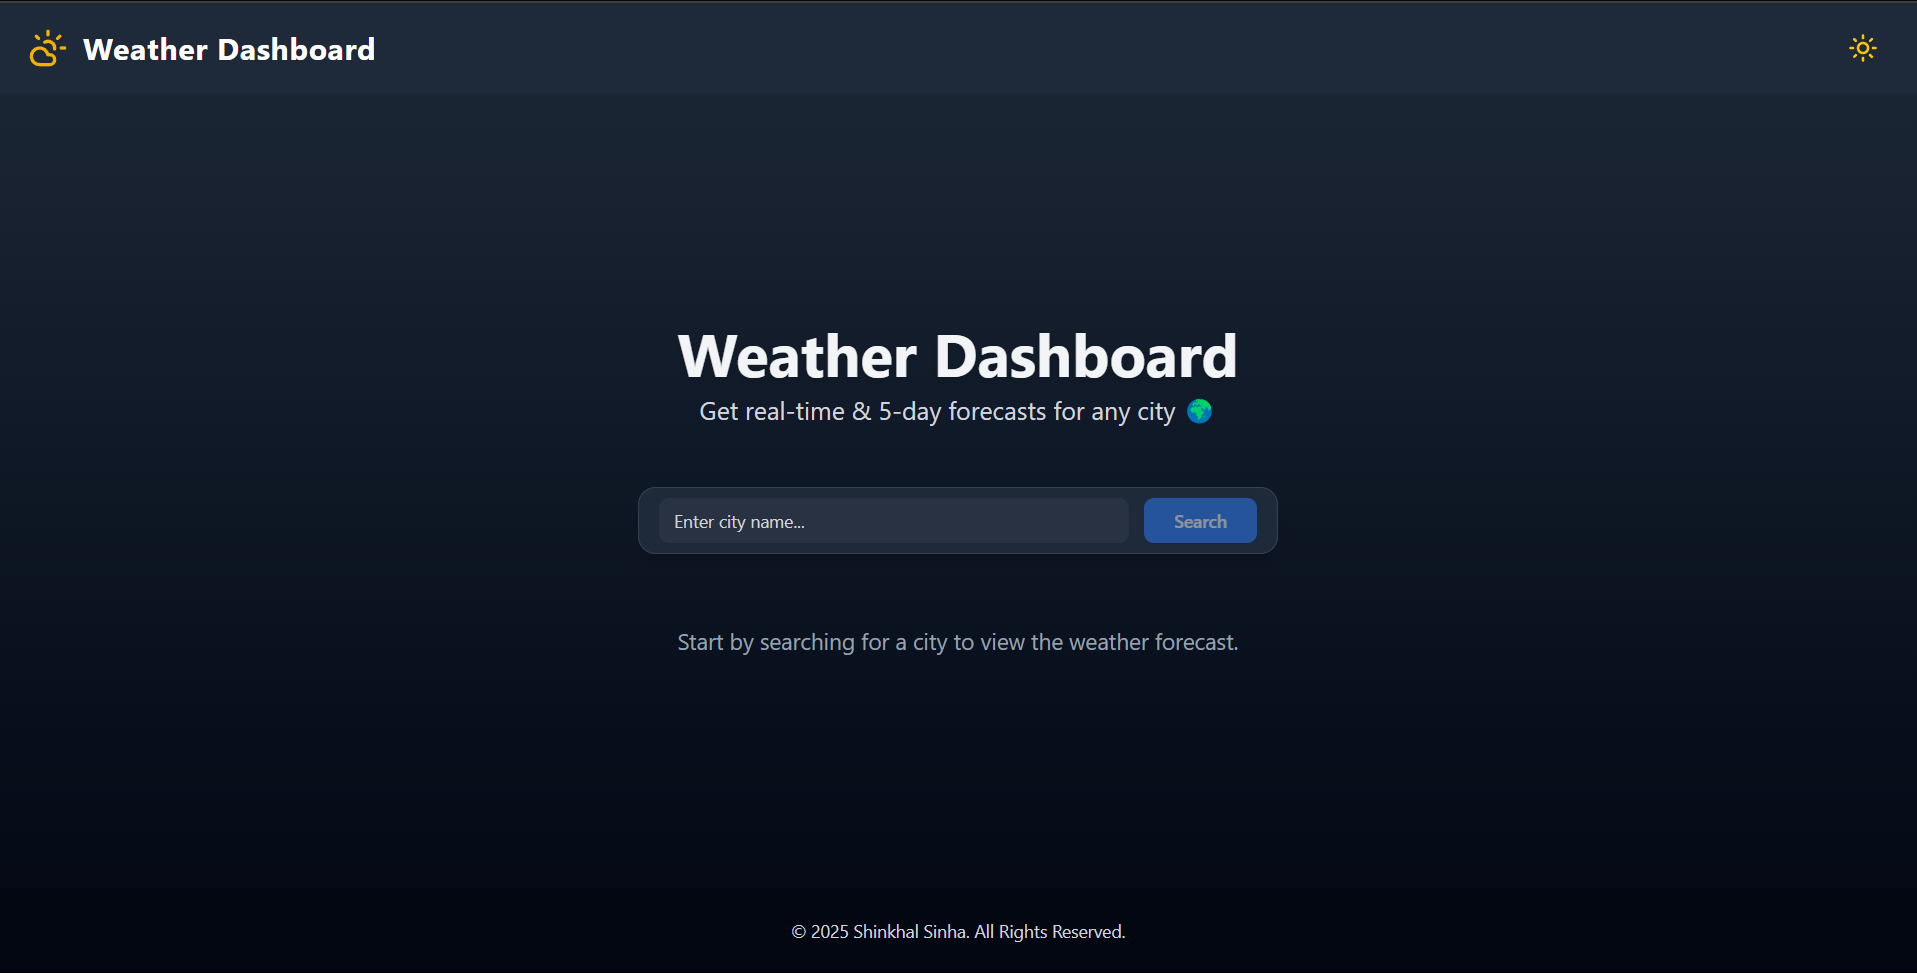 Weather Dashboard
Weather Dashboard
Get real-time & 5-day forecasts for any city 🌍
Enter city name...
Search
Start by searching for a city to view the weather forecast.
© 2025 Shinkhal Sinha. All Rights Reserved.